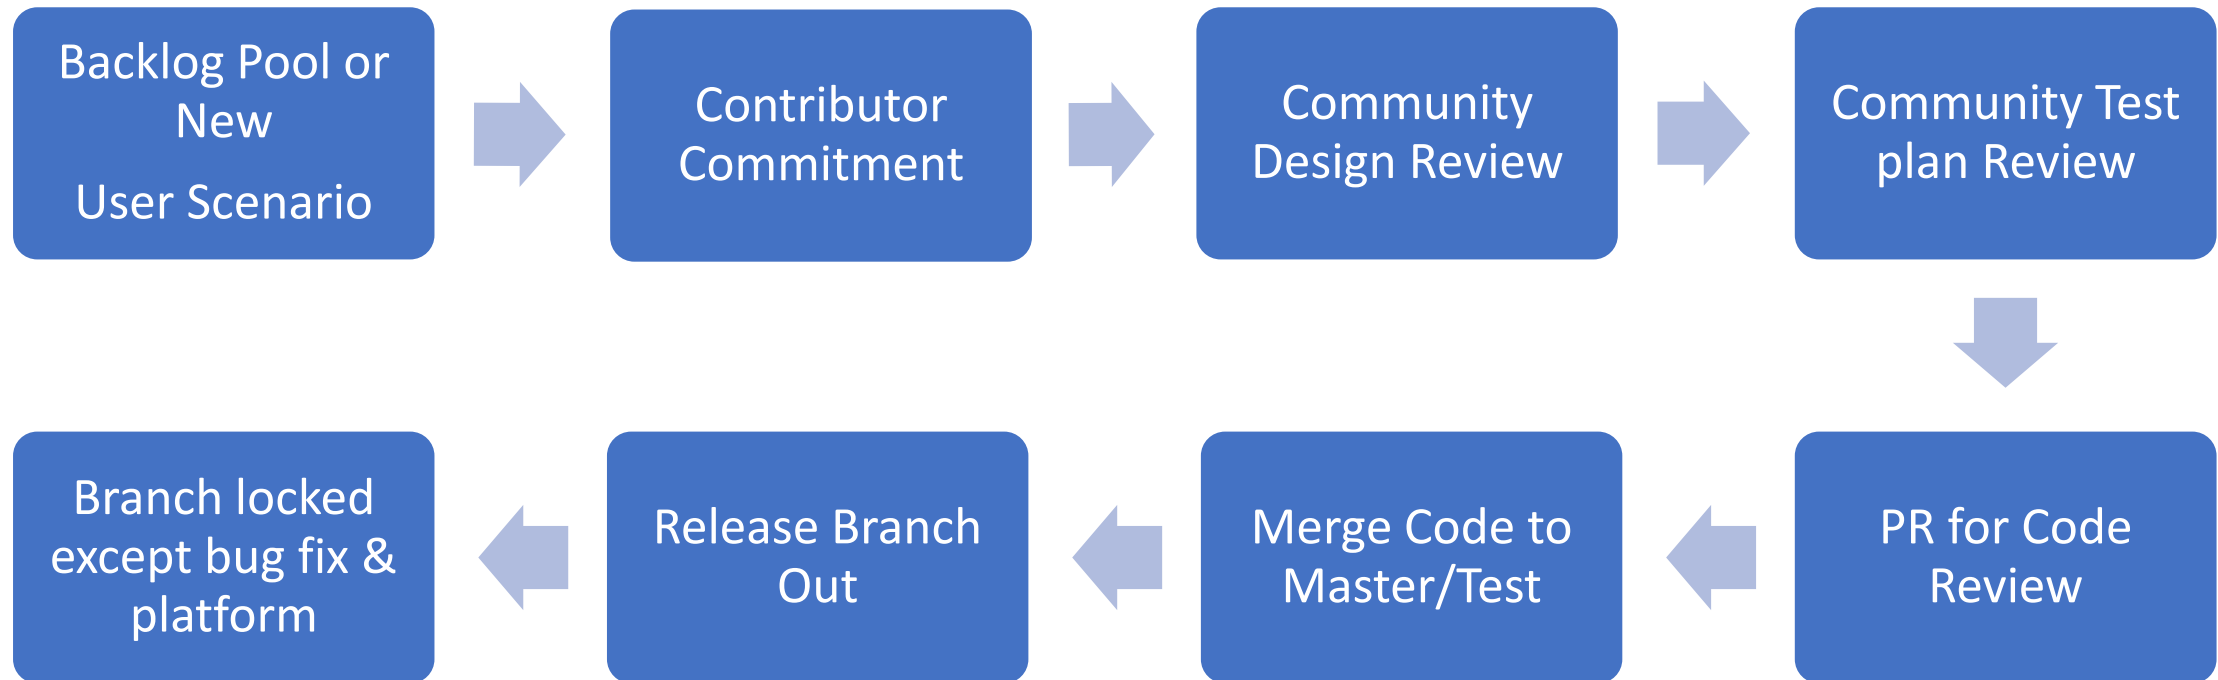 Backlog Pool or
New
User Scenario
Contributor
Commitment
Community
Design Review
Community Test
plan Review
PR for Code
Review
Merge Code to
Master/Test
Release Branch
Out
Branch locked
except bug fix &
platform